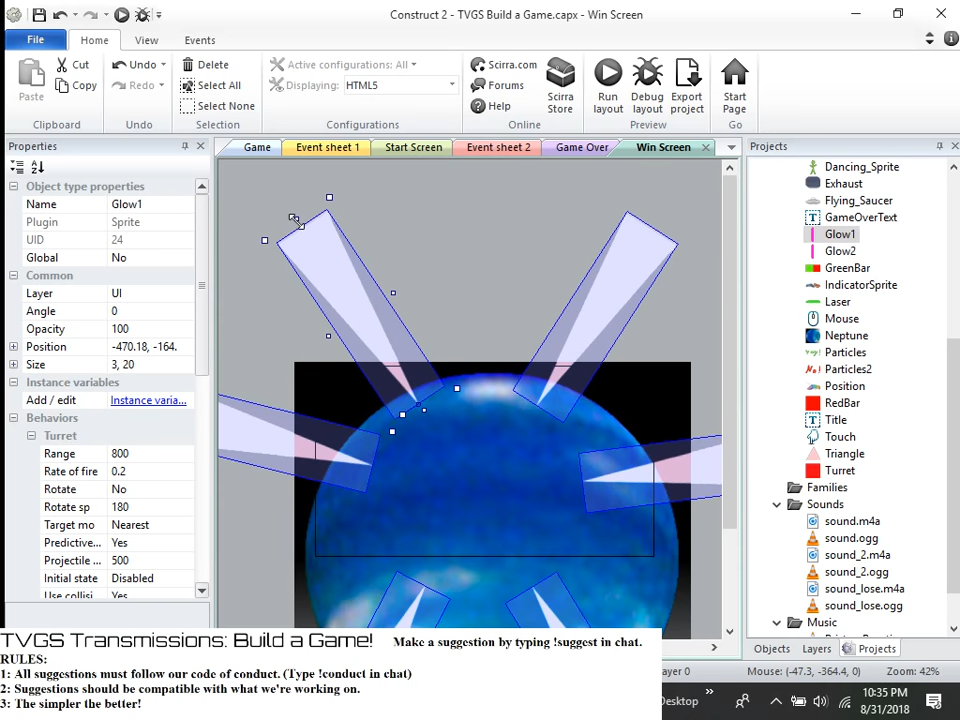 Construct 2 - TVGS Build a Game.capx - Win Screen
File
Home
View
Events
Paste
Cut
Copy
Clipboard
Undo
Redo
Undo
Delete
Select All
Select None
Selection
Active configurations: All
Displaying: HTML5
Configurations
Scirra.com
Forums
Help
Scirra Store
Online
Run layout
Debug layout
Export project
Preview
Start Page
Go
Properties
Object type properties
Name Glow1
Plugin Sprite
UID 24
Global No
Common
Layer UI
Angle 0
Opacity 100
Position -470.18, -164.
Size 3, 20
Instance variables
Add / edit Instance varia...
Behaviors
Turret
Range 800
Rate of fire 0.2
Rotate No
Rotate sp 180
Target mo Nearest
Predictive... Yes
Projectile ... 500
Initial state Disabled
Use collisi... Yes
Game
Event sheet 1
Start Screen
Event sheet 2
Game Over
Win Screen
Projects
Dancing_Sprite
Exhaust
Flying_Saucer
GameOverText
Glow1
Glow2
GreenBar
IndicatorSprite
Laser
Mouse
Neptune
Particles
Particles2
Position
RedBar
Title
Touch
Triangle
Turret
Families
Sounds
sound.m4a
sound.ogg
sound_2.m4a
sound_2.ogg
sound_lose.m4a
sound_lose.ogg
Music
Objects
Layers
Projects
ayer 0
Mouse: (-47.3, -364.4, 0)
Zoom: 42%
TVGS Transmissions: Build a Game!
Make a suggestion by typing !suggest in chat.
RULES:
1: All suggestions must follow our code of conduct. (Type !conduct in chat)
2: Suggestions should be compatible with what we're working on.
3: The simpler the better!
Desktop
10:35 PM
8/31/2018